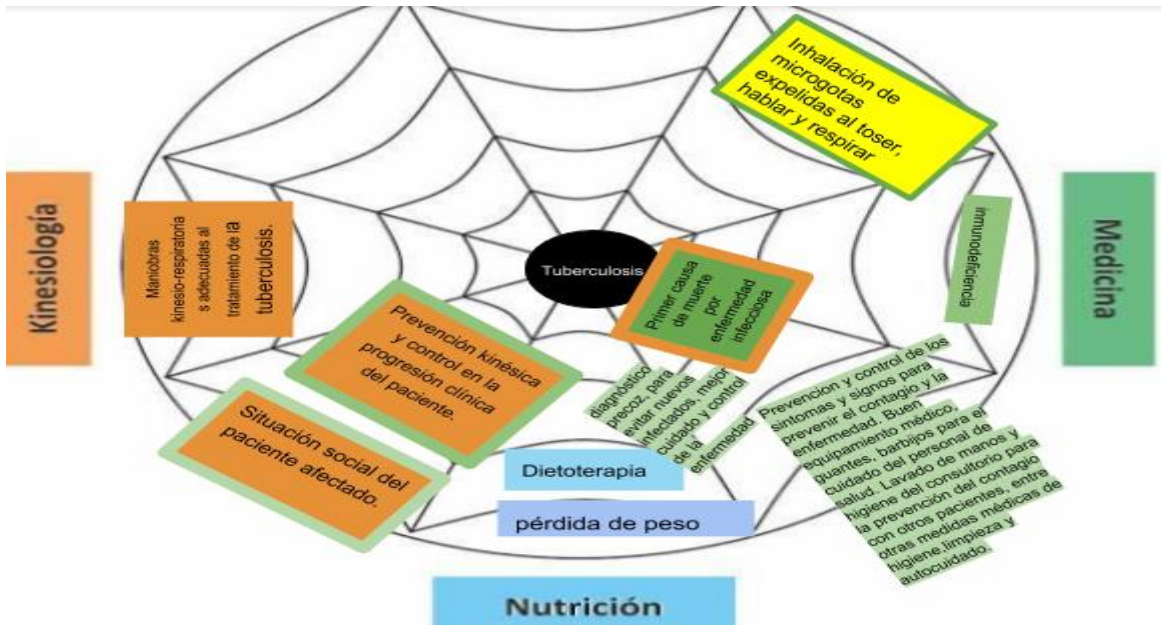 Inhalación de
microgotas
expelidas al toser,
hablar y respirar
Kinesiología
Maniobras
kinesio-respiratoria
s adecuadas al
tratamiento de la
tuberculosis.
Tuberculosis
Primer causa
de muerte
por
enfermedad
infecciosa
inmunodeficiencia
Medicina
Prevención kinésica
y control en la
progresión clínica
del paciente.
Situación social del
paciente afectado.
diagnóstico
precoz, para
evitar nuevos
infectados, mejor
cuidado y control
de la
enfermedad
Prevencion y control de los
sintomas y signos para
prevenir el contagio y la
enfermedad. Buen
equipamiento médico,
guantes, barbijos para el
cuidado del personal de
salud. Lavado de manos y
higiene del consultorio para
la prevención del contagio
con otros pacientes, entre
otras medidas médicas de
higiene,limpieza y
autocuidado.
Dietoterapia
pérdida de peso
Nutrición